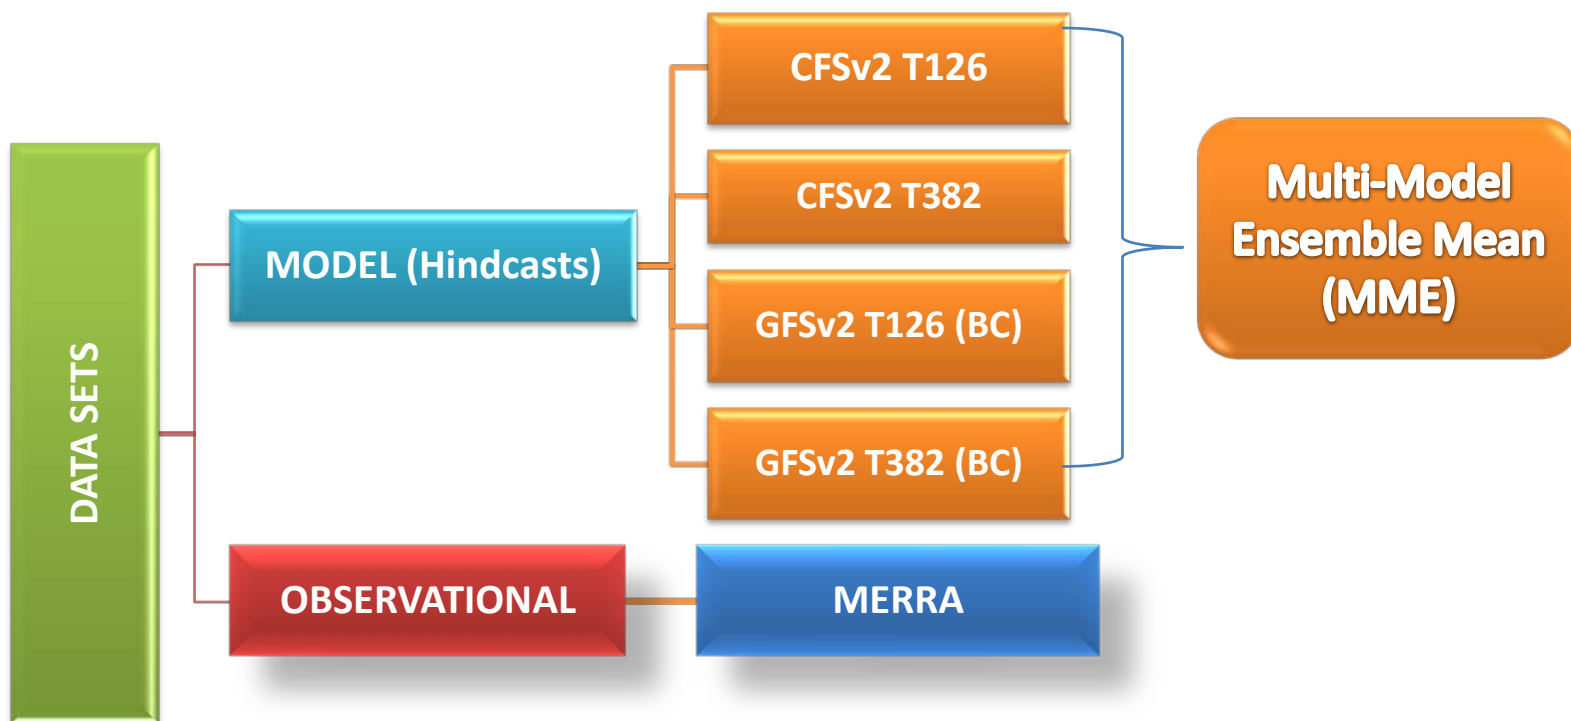 DATA SETS
MODEL (Hindcasts)
CFSv2 T126
CFSv2 T382
GFSv2 T126 (BC)
GFSv2 T382 (BC)
Multi-Model
Ensemble Mean
(MME)
OBSERVATIONAL
MERRA